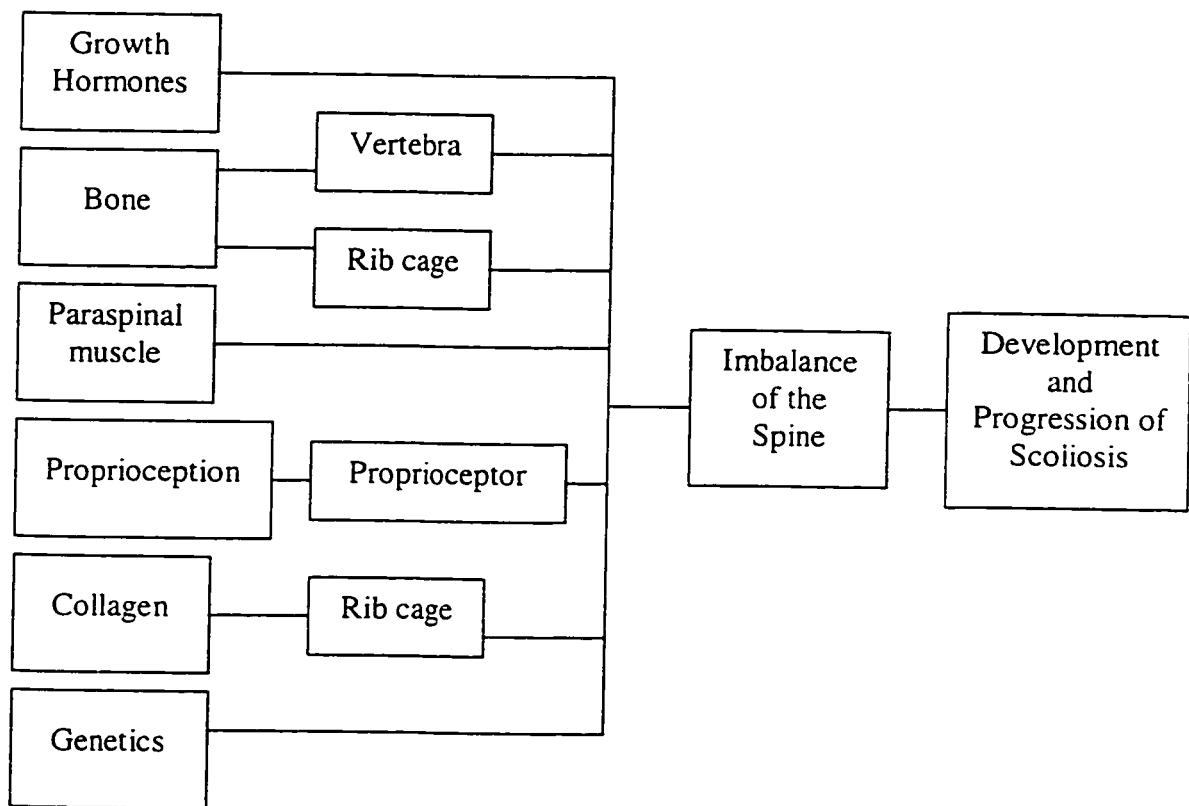 Growth
Hormones
Vertebra
Bone
Rib cage
Paraspinal
muscle
Imbalance
of the
Spine
Development
and
Progression of
Scoliosis
Proprioception
Proprioceptor
Collagen
Rib cage
Genetics